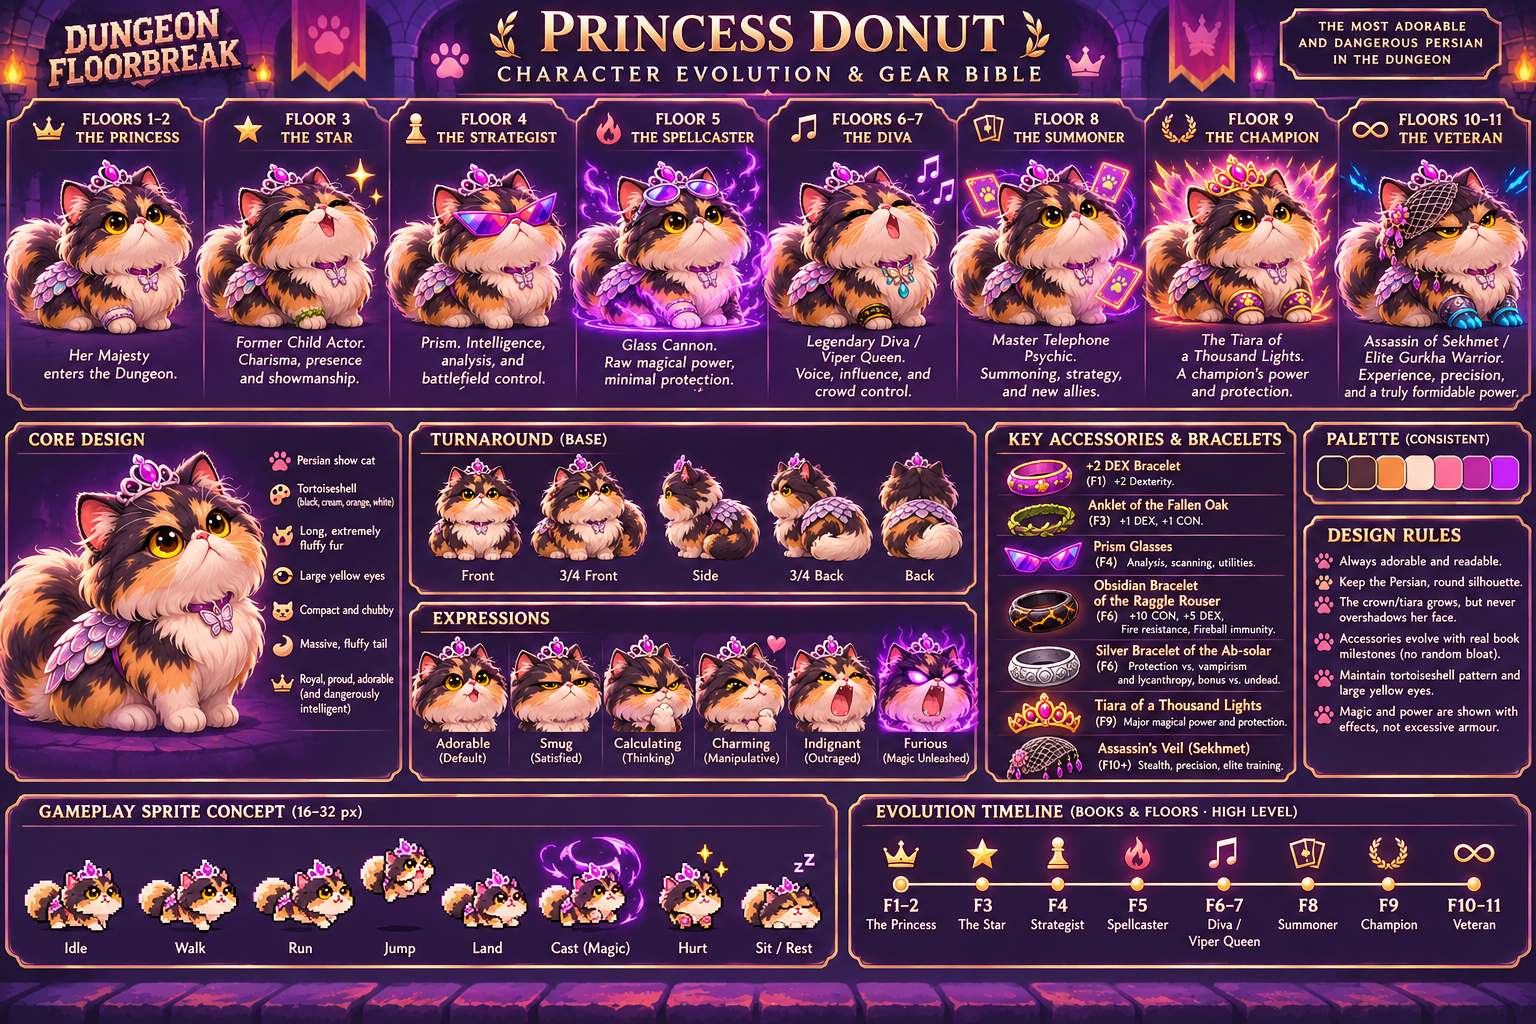 DUNGEON
FLOORBREAK
PRINCESS DONUT
CHARACTER EVOLUTION & GEAR BIBLE
THE MOST ADORABLE
AND DANGEROUS PERSIAN
IN THE DUNGEON
FLOORS 1–2
THE PRINCESS
Her Majesty
enters the Dungeon.
FLOOR 3
THE STAR
Former Child Actor.
Charisma, presence
and showmanship.
FLOOR 4
THE STRATEGIST
Prism. Intelligence,
analysis, and
battlefield control.
FLOOR 5
THE SPELLCASTER
Glass Cannon.
Raw magical power,
minimal protection.
FLOORS 6–7
THE DIVA
Legendary Diva /
Viper Queen.
Voice, influence, and
crowd control.
FLOOR 8
THE SUMMONER
Master Telephone
Psychic.
Summoning, strategy,
and new allies.
FLOOR 9
THE CHAMPION
The Tiara of
a Thousand Lights.
A champion's power
and protection.
FLOORS 10–11
THE VETERAN
Assassin of Sekhmet /
Elite Gurkha Warrior.
Experience, precision,
and a truly formidable power.
CORE DESIGN
Persian show cat
Tortoiseshell
(black, cream, orange, white)
Long, extremely
fluffy fur
Large yellow eyes
Compact and chubby
Massive, fluffy tail
Royal, proud, adorable
(and dangerously
intelligent)
TURNAROUND (BASE)
Front
3/4 Front
Side
3/4 Back
Back
EXPRESSIONS
Adorable
(Default)
Smug
(Satisfied)
Calculating
(Thinking)
Charming
(Manipulative)
Indignant
(Outraged)
Furious
(Magic Unleashed)
KEY ACCESSORIES & BRACELETS
+2 DEX Bracelet
(F1) +2 Dexterity.
Anklet of the Fallen Oak
(F3) +1 DEX, +1 CON.
Prism Glasses
(F4) Analysis, scanning, utilities.
Obsidian Bracelet
of the Raggle Rouser
(F6) +10 CON, +5 DEX,
Fire resistance, Fireball immunity.
Silver Bracelet of the Ab-solar
(F6) Protection vs. vampirism
and lycanthropy, bonus vs. undead.
Tiara of a Thousand Lights
(F9) Major magical power and protection.
Assassin's Veil (Sekhmet)
(F10+) Stealth, precision, elite training.
PALETTE (CONSISTENT)
DESIGN RULES
Always adorable and readable.
Keep the Persian, round silhouette.
The crown/tiara grows, but never
overshadows her face.
Accessories evolve with real book
milestones (no random bloat).
Maintain tortoiseshell pattern and
large yellow eyes.
Magic and power are shown with
effects, not excessive armour.
GAMEPLAY SPRITE CONCEPT (16–32 px)
Idle
Walk
Run
Jump
Land
Cast (Magic)
Hurt
zZ
Sit / Rest
EVOLUTION TIMELINE (BOOKS & FLOORS · HIGH LEVEL)
F1–2
The Princess
F3
The Star
F4
Strategist
F5
Spellcaster
F6–7
Diva /
Viper Queen
F8
Summoner
F9
Champion
F10–11
Veteran